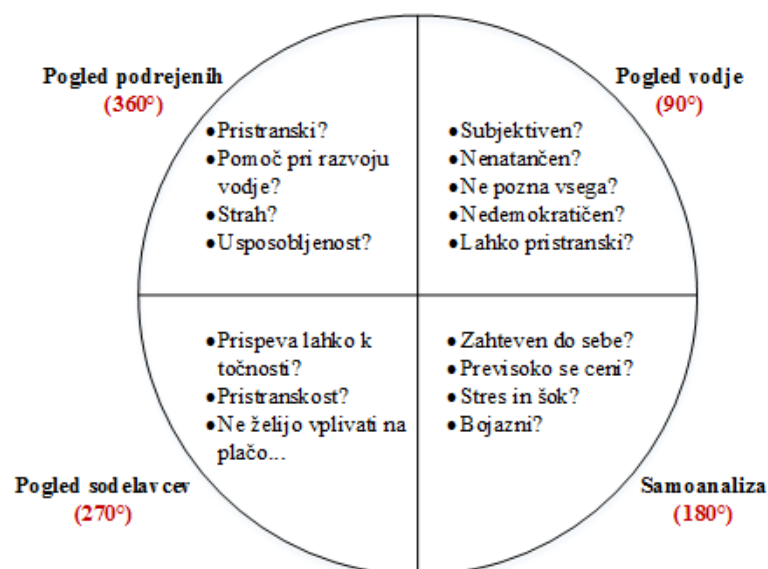 Pogled podrejenih
(360°)
•Pristranski?
•Pomoč pri razvoju
vodje?
•Strah?
•Usposobljenost?
Pogled vodje
(90°)
•Subjektiven?
•Nenatančen?
•Ne pozna vsega?
•Nedemokratičen?
•Lahko pristranski?
•Prispeva lahko k
točnosti?
•Pristranskost?
•Ne želijo vplivati na
plačo...
Pogled sodelavcev
(270°)
•Zahteven do sebe?
•Previsoko se ceni?
•Stres in šok?
•Bojazni?
Samoanaliza
(180°)